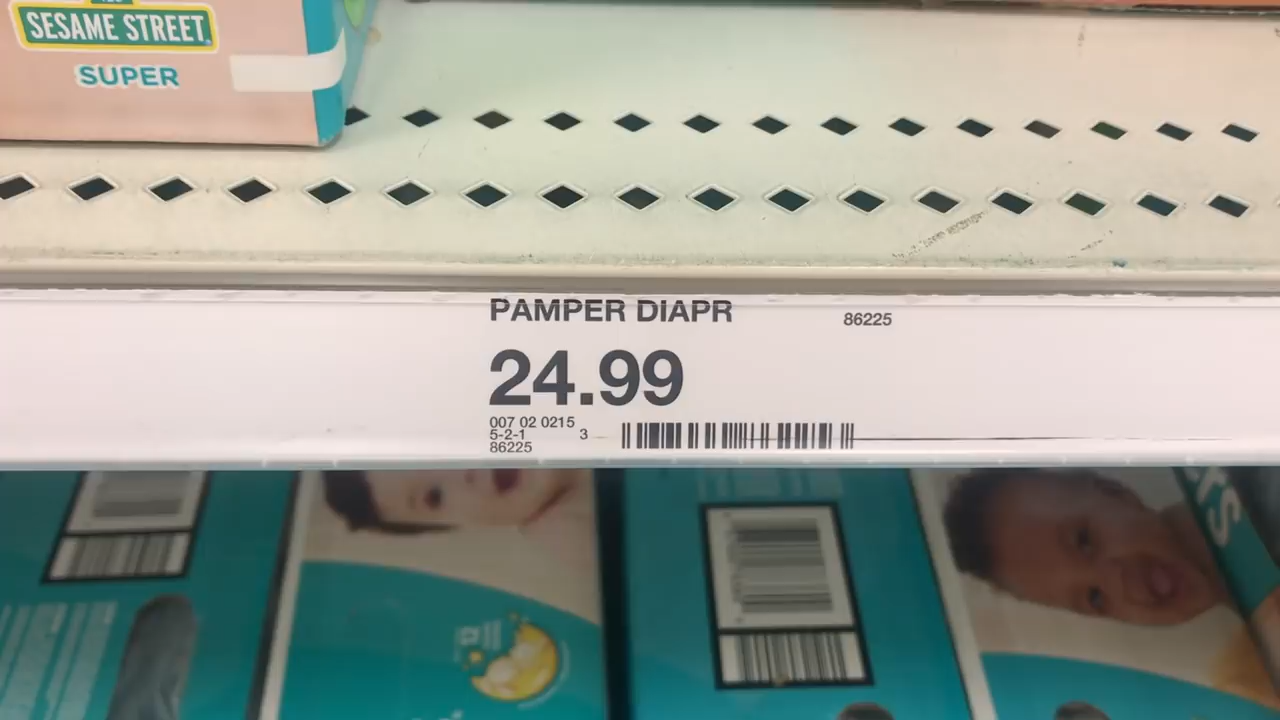 SESAME STREET
SUPER
PAMPER DIAPR
86225
24.99
007 02 0215
5-2-1
3
86225